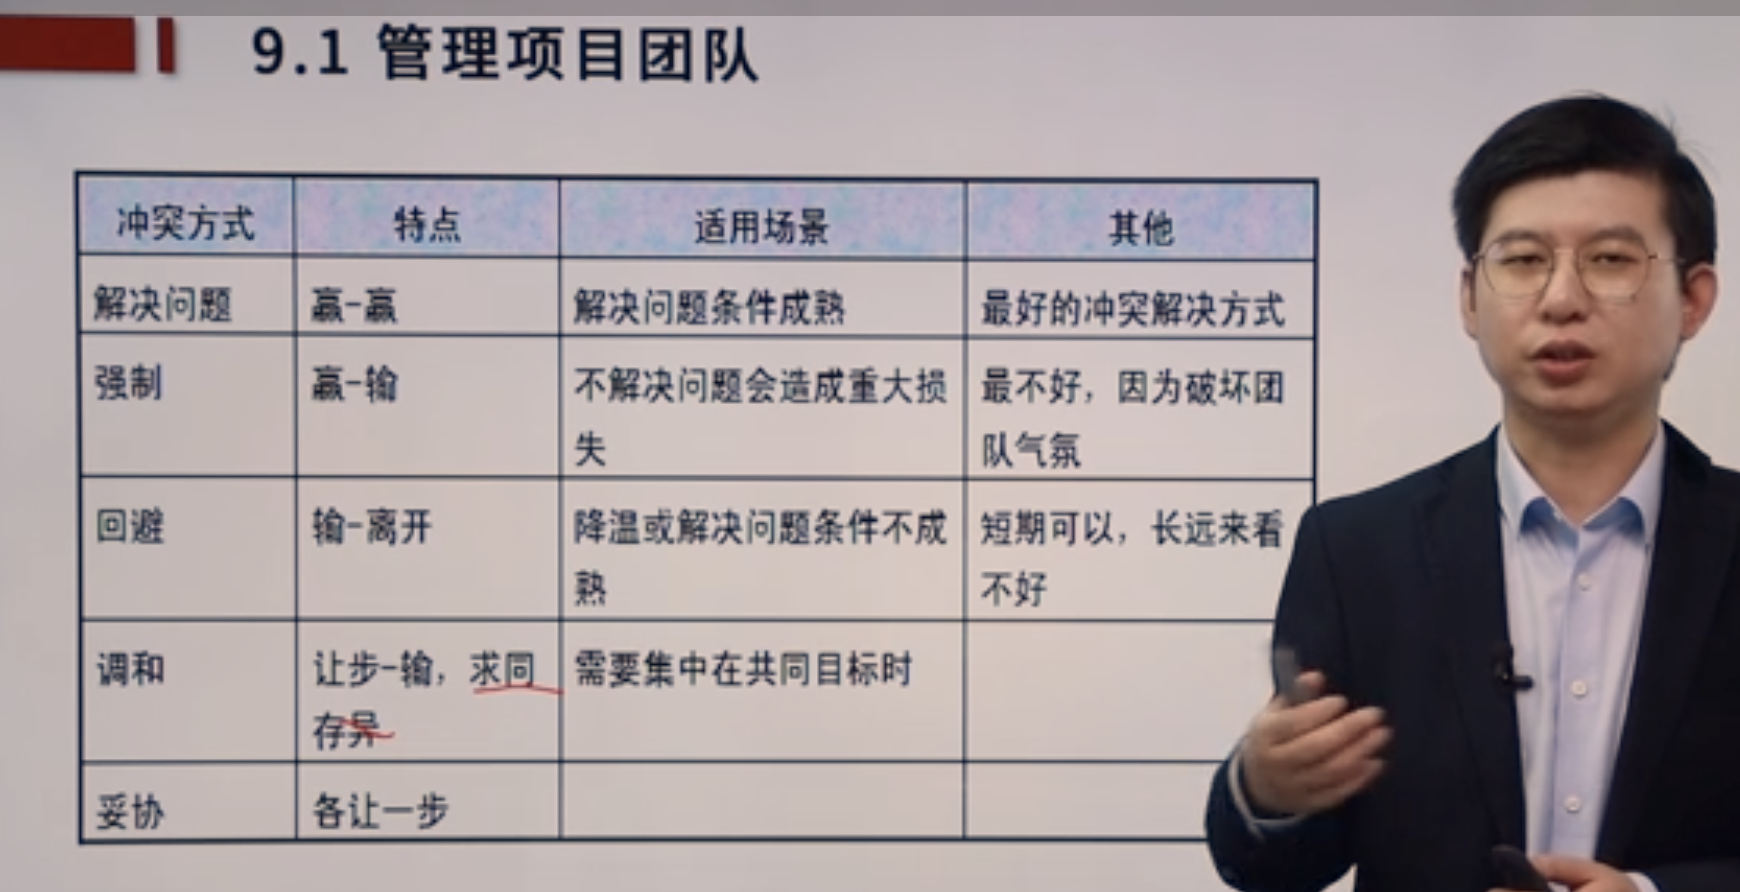 9.1 管理项目团队
冲突方式 特点 适用场景 其他
解决问题 赢-赢 解决问题条件成熟 最好的冲突解决方式
强制 赢-输 不解决问题会造成重大损 最不好，因为破坏团
失 队气氛
回避 输-离开 降温或解决问题条件不成 短期可以，长远来看
熟 不好
调和 让步-输，求同 需要集中在共同目标时
存异
妥协 各让一步